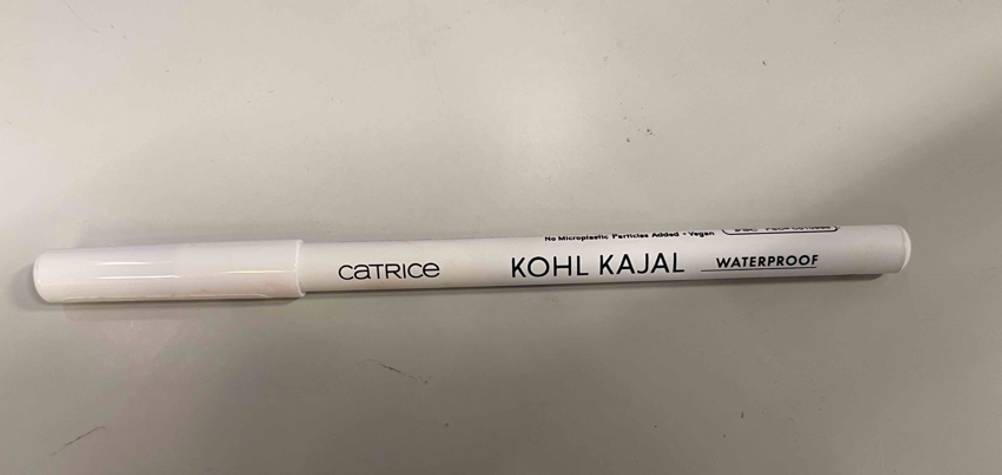 No Microplastic Particles Added - Vegan
CATRICE KOHL KAJAL WATERPROOF